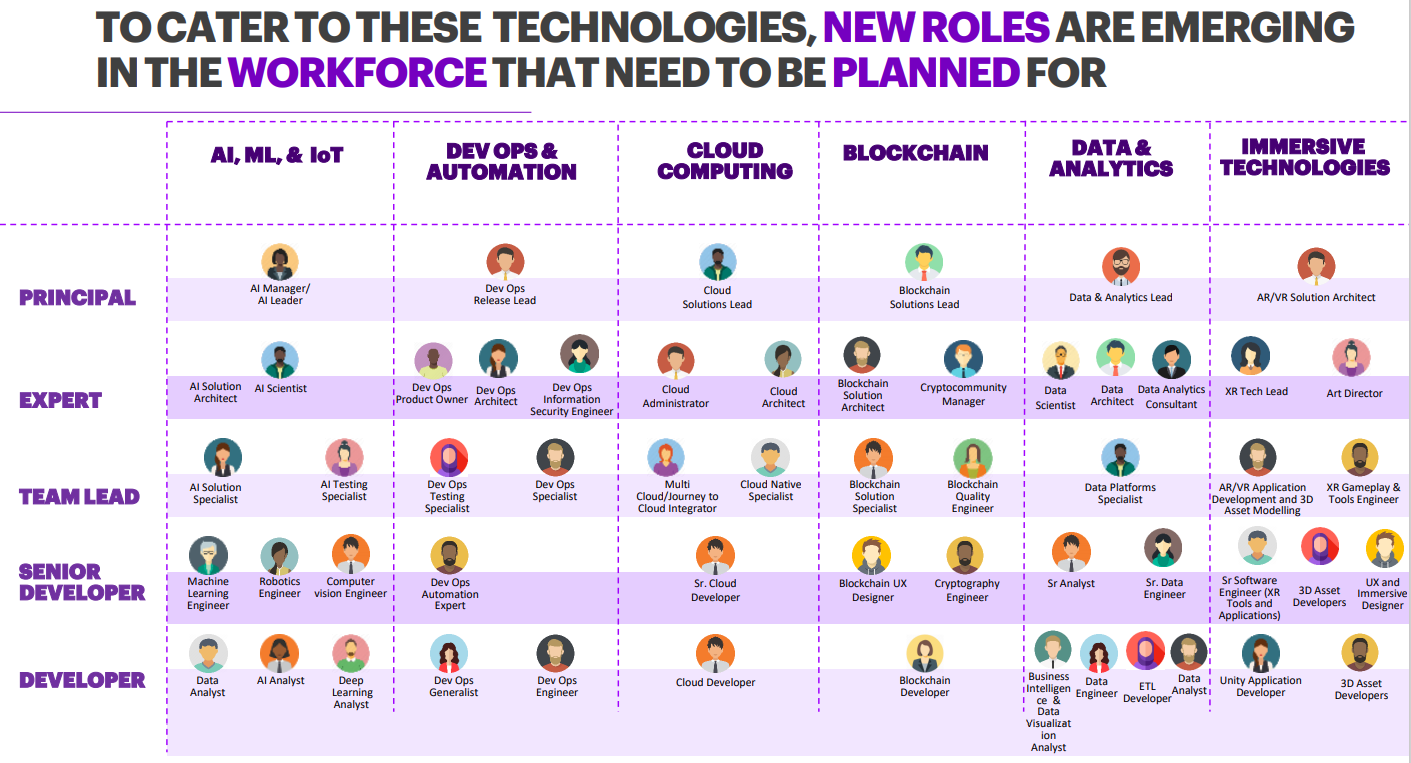 TO CATER TO THESE TECHNOLOGIES, NEW ROLES ARE EMERGING
IN THE WORKFORCE THAT NEED TO BE PLANNED FOR
AI, ML, & IoT
DEV OPS &
AUTOMATION
CLOUD
COMPUTING
BLOCKCHAIN
DATA &
ANALYTICS
IMMERSIVE
TECHNOLOGIES
PRINCIPAL
AI Manager/
AI Leader
Dev Ops
Release Lead
Cloud
Solutions Lead
Blockchain
Solutions Lead
Data & Analytics Lead
AR/VR Solution Architect
EXPERT
AI Solution
Architect
AI Scientist
Dev Ops
Product Owner
Dev Ops
Architect
Dev Ops
Information
Security Engineer
Cloud
Administrator
Cloud
Architect
Blockchain
Solution
Architect
Cryptocommunity
Manager
Data
Scientist
Data
Architect
Data Analytics
Consultant
XR Tech Lead
Art Director
TEAM LEAD
AI Solution
Specialist
AI Testing
Specialist
Dev Ops
Testing
Specialist
Dev Ops
Specialist
Multi
Cloud/Journey to
Cloud Integrator
Cloud Native
Specialist
Blockchain
Solution
Specialist
Blockchain
Quality
Engineer
Data Platforms
Specialist
AR/VR Application
Development and 3D
Asset Modelling
XR Gameplay &
Tools Engineer
SENIOR
DEVELOPER
Machine
Learning
Engineer
Robotics
Engineer
Computer
vision Engineer
Dev Ops
Automation
Expert
Sr. Cloud
Developer
Blockchain UX
Designer
Cryptography
Engineer
Sr Analyst
Sr. Data
Engineer
Sr Software
Engineer (XR
Tools and
Applications)
3D Asset
Developers
UX and
Immersive
Designer
DEVELOPER
Data
Analyst
AI Analyst
Deep
Learning
Analyst
Dev Ops
Generalist
Dev Ops
Engineer
Cloud Developer
Blockchain
Developer
Business
Intelligen
ce &
Data
Visualizat
ion
Analyst
Data
Engineer
ETL
Developer
Data
Analyst
Unity Application
Developer
3D Asset
Developers